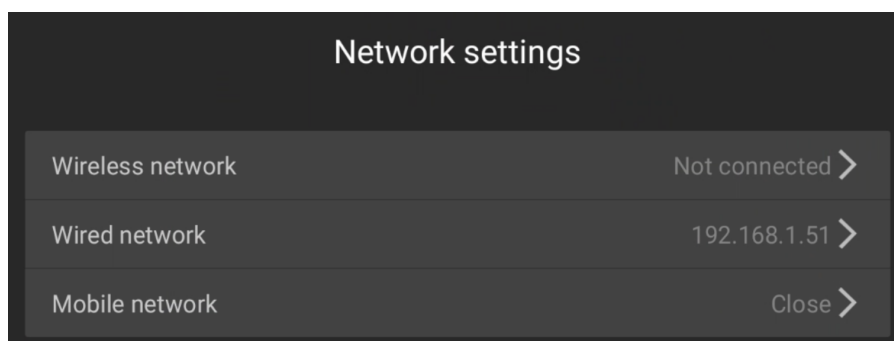 Network settings
Wireless network Not connected
Wired network 192.168.1.51
Mobile network Close